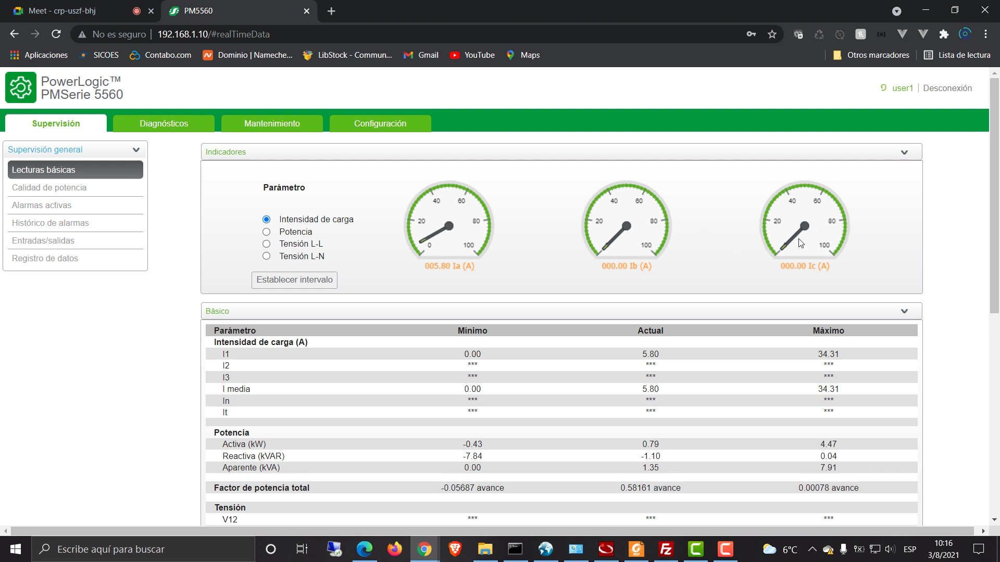 Meet - crp-uszf-bhj
PM5560
No es seguro
192.168.1.10/#realTimeData
Aplicaciones
SICOES
Contabo.com
Dominio | Nameche...
LibStock - Commun...
Gmail
YouTube
Maps
Otros marcadores
Lista de lectura
PowerLogic™
PMSerie 5560
user1
Desconexión
Supervisión
Diagnósticos
Mantenimiento
Configuración
Supervisión general
Lecturas básicas
Calidad de potencia
Alarmas activas
Histórico de alarmas
Entradas/salidas
Registro de datos
Indicadores
Parámetro
Intensidad de carga
Potencia
Tensión L-L
Tensión L-N
Establecer intervalo
0 20 40 60 80 100
005.80 Ia (A)
20 40 60 80 100
000.00 Ib (A)
20 40 60 80 100
000.00 Ic (A)
Básico
Parámetro Mínimo Actual Máximo
Intensidad de carga (A)
I1 0.00 5.80 34.31
I2 *** *** ***
I3 *** *** ***
I media 0.00 5.80 34.31
In *** *** ***
It *** *** ***
Potencia
Activa (kW) -0.43 0.79 4.47
Reactiva (kVAR) -7.84 -1.10 0.04
Aparente (kVA) 0.00 1.35 7.91
Factor de potencia total -0.05687 avance 0.58161 avance 0.00078 avance
Tensión
V12 *** *** ***
Escribe aquí para buscar
6°C
ESP
10:16
3/8/2021